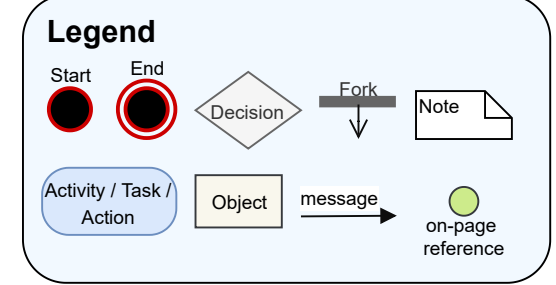 Legend
Start
End
Decision
Fork
Note
Activity / Task /
Action
Object
message
on-page
reference